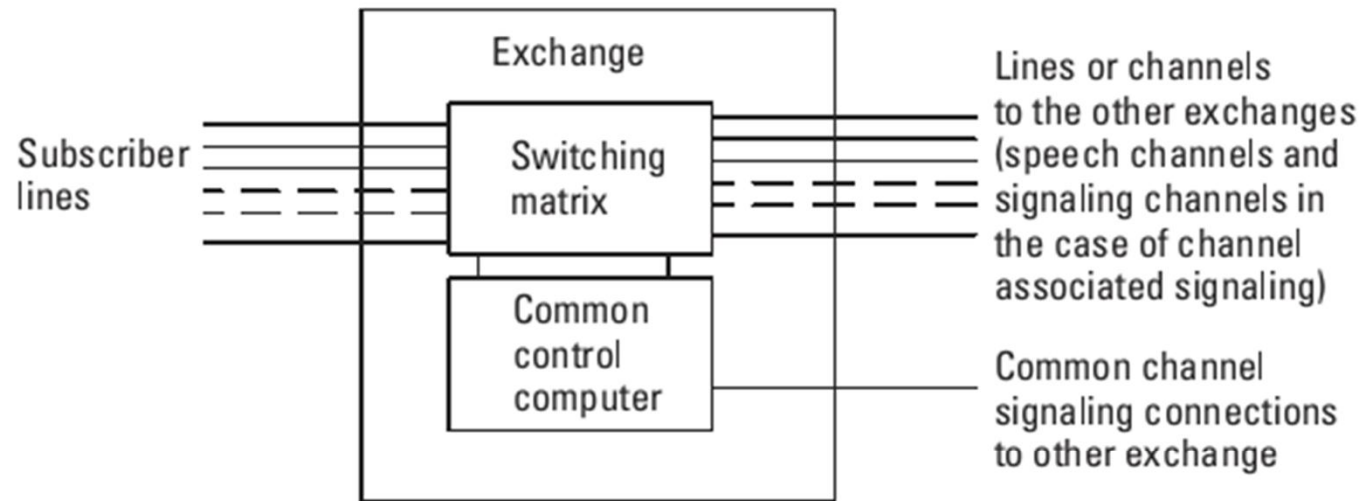 Exchange
Subscriber
lines
Switching
matrix
Common
control
computer
Lines or channels
to the other exchanges
(speech channels and
signaling channels in
the case of channel
associated signaling)
Common channel
signaling connections
to other exchange